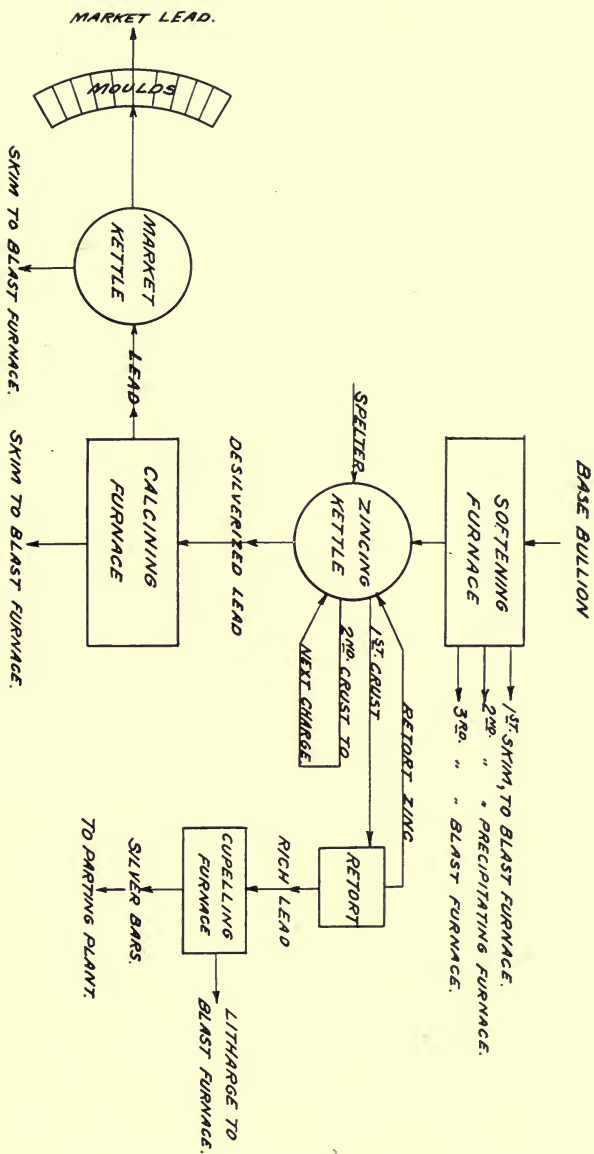 BASE BULLION
SOFTENING
FURNACE
1ST. SKIM, TO BLAST FURNACE.
2ND. " " PRECIPITATING FURNACE.
3RD. " " BLAST FURNACE.
SPELTER
ZINCING
KETTLE
RETORT ZINC
1ST. CRUST
2ND. CRUST TO
NEXT CHARGE
RETORT
RICH LEAD
CUPELLING
FURNACE
LITHARGE TO
BLAST FURNACE.
SILVER BARS.
TO PARTING PLANT.
DESILVERIZED LEAD
CALCINING
FURNACE
SKIM TO BLAST FURNACE.
LEAD
MARKET
KETTLE
SKIM TO BLAST FURNACE.
MOULDS
MARKET LEAD.